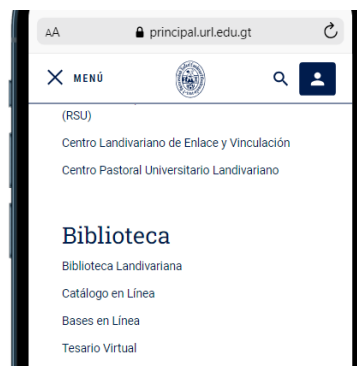 AA principal.url.edu.gt
MENÚ
(RSU)
Centro Landivariano de Enlace y Vinculación
Centro Pastoral Universitario Landivariano
Biblioteca
Biblioteca Landivariana
Catálogo en Línea
Bases en Línea
Tesario Virtual